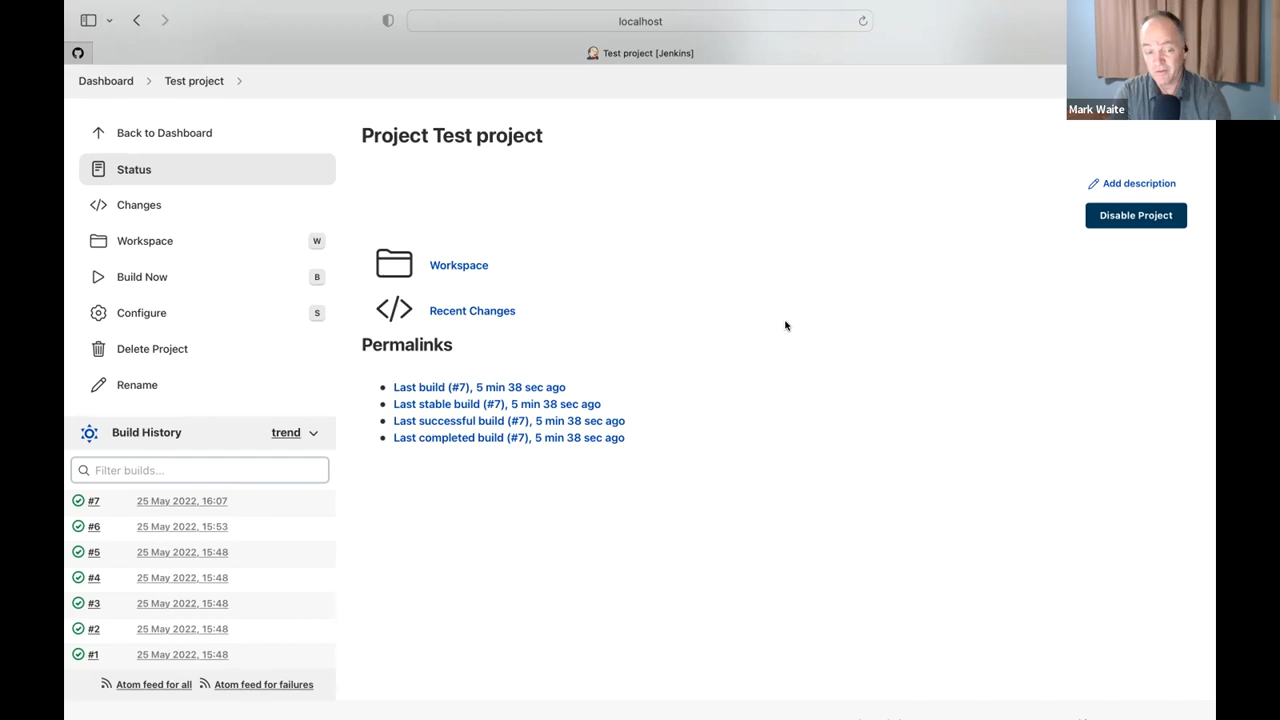 localhost
Test project [Jenkins]
Mark Waite
Dashboard
Test project
Back to Dashboard
Status
Changes
Workspace W
Build Now B
Configure S
Delete Project
Rename
Project Test project
Add description
Disable Project
Workspace
Recent Changes
Permalinks
Last build (#7), 5 min 38 sec ago
Last stable build (#7), 5 min 38 sec ago
Last successful build (#7), 5 min 38 sec ago
Last completed build (#7), 5 min 38 sec ago
Build History trend
Filter builds...
#7 25 May 2022, 16:07
#6 25 May 2022, 15:53
#5 25 May 2022, 15:48
#4 25 May 2022, 15:48
#3 25 May 2022, 15:48
#2 25 May 2022, 15:48
#1 25 May 2022, 15:48
Atom feed for all Atom feed for failures